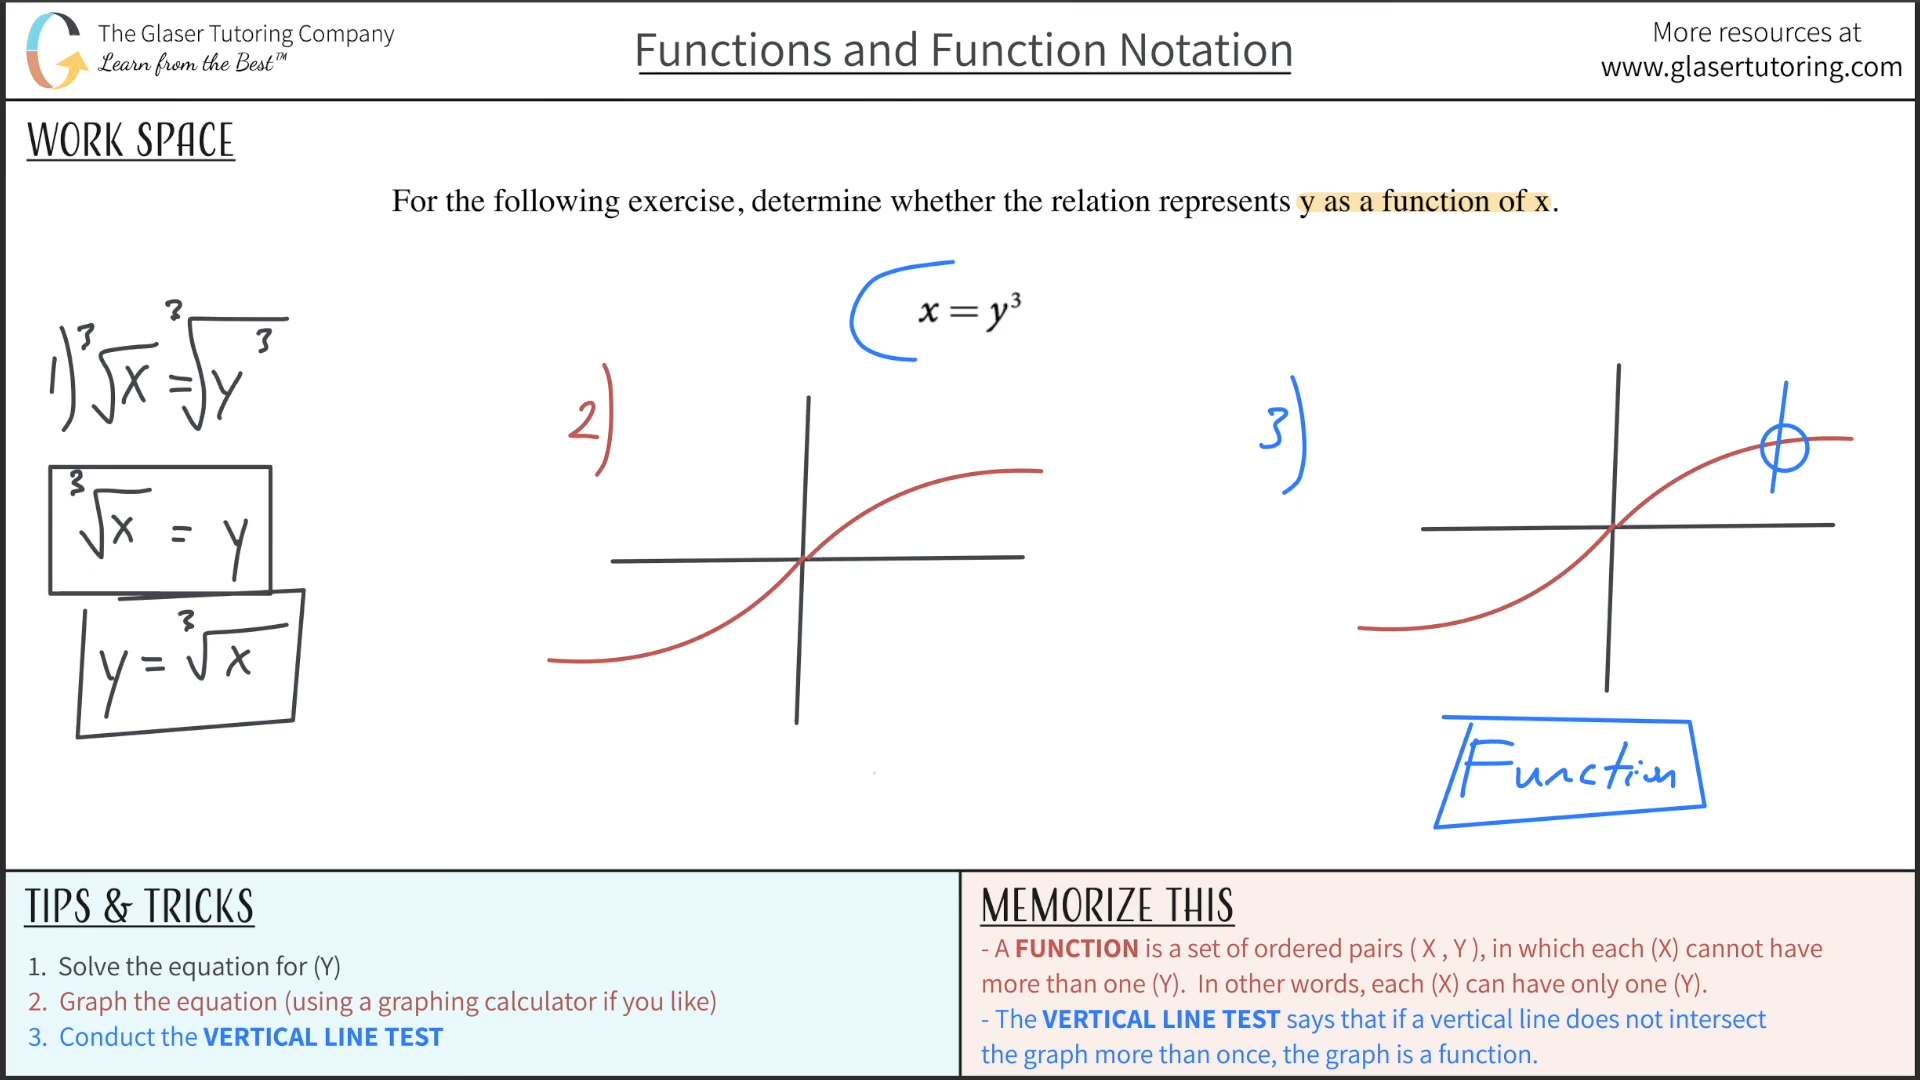 The Glaser Tutoring Company
Learn from the Best™
Functions and Function Notation
More resources at
www.glasertutoring.com
WORK SPACE
For the following exercise, determine whether the relation represents y as a function of x.
x = y³
1) ³√x = ³√y³
³√x = y
y = ³√x
2)
3)
Function
TIPS & TRICKS
1. Solve the equation for (Y)
2. Graph the equation (using a graphing calculator if you like)
3. Conduct the VERTICAL LINE TEST
MEMORIZE THIS
- A FUNCTION is a set of ordered pairs ( X , Y ), in which each (X) cannot have
more than one (Y). In other words, each (X) can have only one (Y).
- The VERTICAL LINE TEST says that if a vertical line does not intersect
the graph more than once, the graph is a function.